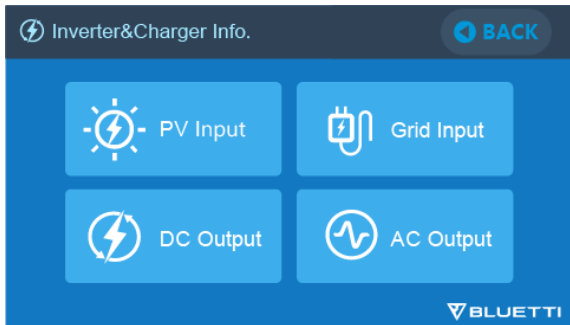 Inverter&Charger Info.
BACK
PV Input
Grid Input
DC Output
AC Output
BLUETTI